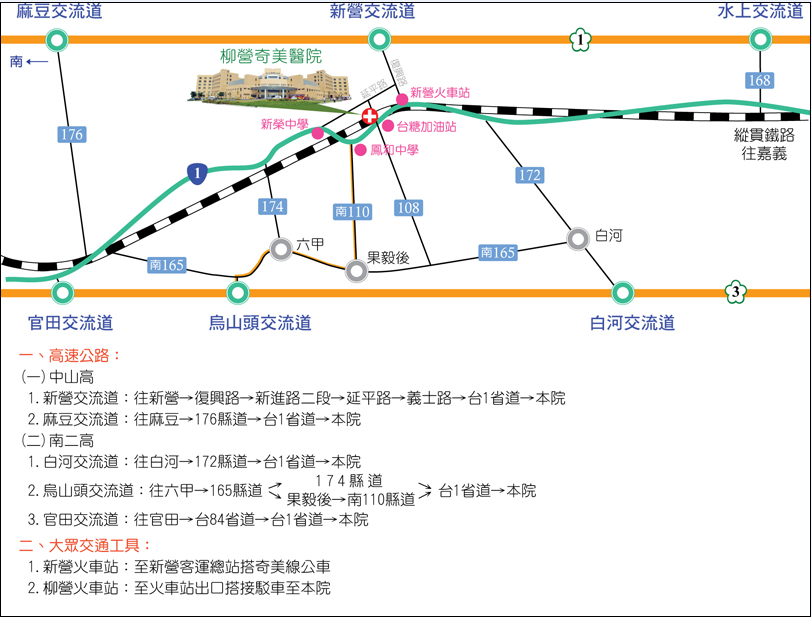 麻豆交流道
新營交流道
水上交流道
1
南←
柳營奇美醫院
復興路
延平路
168
新營火車站
新榮中學
台糖加油站
176
縱貫鐵路
往嘉義
鳳和中學
1
172
174
南110
108
六甲
白河
果毅後
南165
南165
3
官田交流道
烏山頭交流道
白河交流道
一、高速公路：
(一)中山高
1. 新營交流道：往新營→復興路→新進路二段→延平路→義士路→台1省道→本院
2. 麻豆交流道：往麻豆→176縣道→台1省道→本院
(二)南二高
1. 白河交流道：往白河→172縣道→台1省道→本院
174縣道
2. 烏山頭交流道：往六甲→165縣道 台1省道→本院
果毅後→南110縣道
3. 官田交流道：往官田→台84省道→台1省道→本院
二、大眾交通工具：
1. 新營火車站：至新營客運總站搭奇美線公車
2. 柳營火車站：至火車站出口搭接駁車至本院